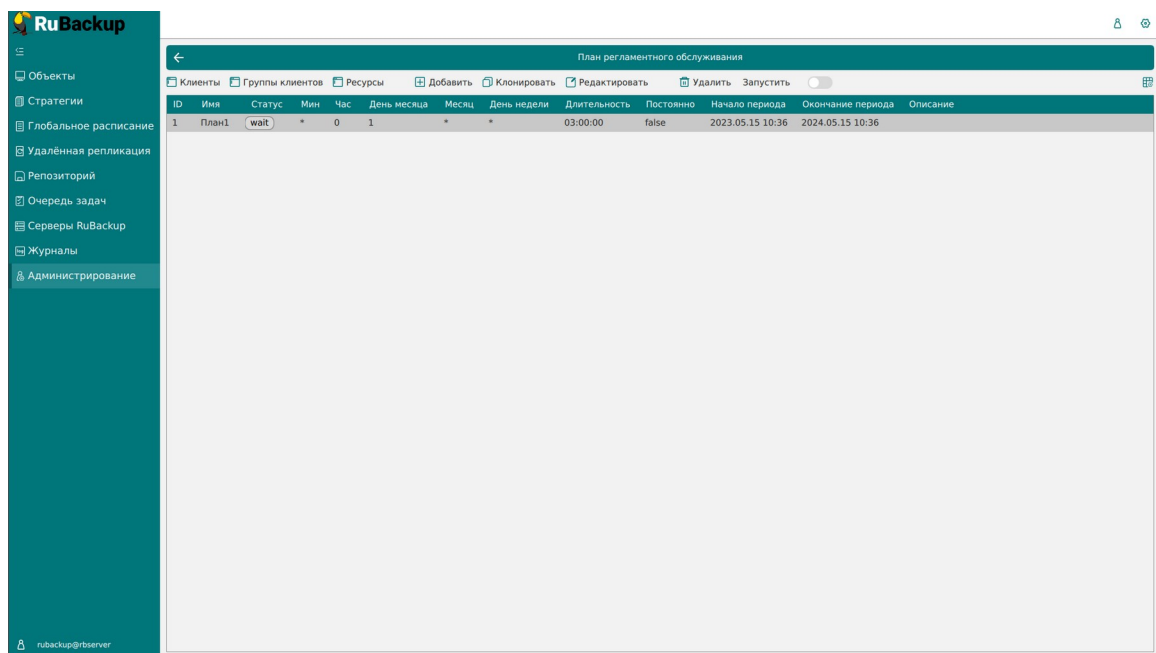 RuBackup
План регламентного обслуживания
Объекты
Стратегии
Глобальное расписание
Удалённая репликация
Репозиторий
Очередь задач
Серверы RuBackup
Журналы
Администрирование
Клиенты Группы клиентов Ресурсы Добавить Клонировать Редактировать Удалить Запустить
ID Имя Статус Мин Час День месяца Месяц День недели Длительность Постоянно Начало периода Окончание периода Описание
1 План1 wait * 0 1 * * 03:00:00 false 2023.05.15 10:36 2024.05.15 10:36
rubackup@rbserver